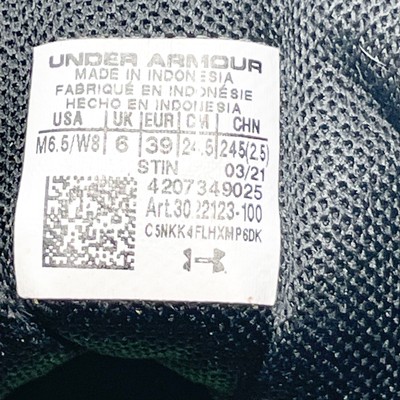 UNDER ARMOUR
MADE IN INDONESIA
FABRIQUÉ EN INDONÉSIE
HECHO EN INDONESIA
USA UK EUR CM CHN
M6.5/W8 6 39 24.5 245(2.5)
STIN 03/21
4207349025
Art.3022123-100
C5NKK4FLHXMP6DK